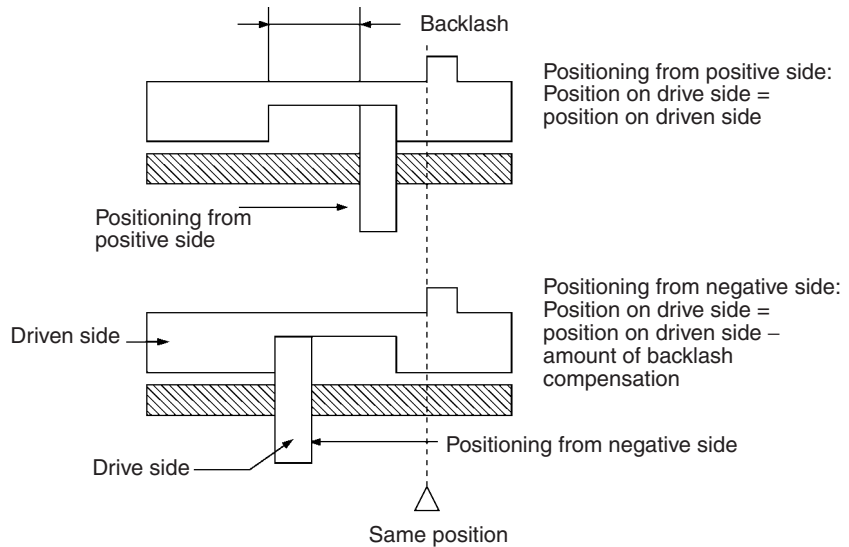 Backlash
Positioning from positive side:
Position on drive side =
position on driven side
Positioning from
positive side
Positioning from negative side:
Position on drive side =
position on driven side –
amount of backlash
compensation
Driven side
Positioning from negative side
Drive side
Same position